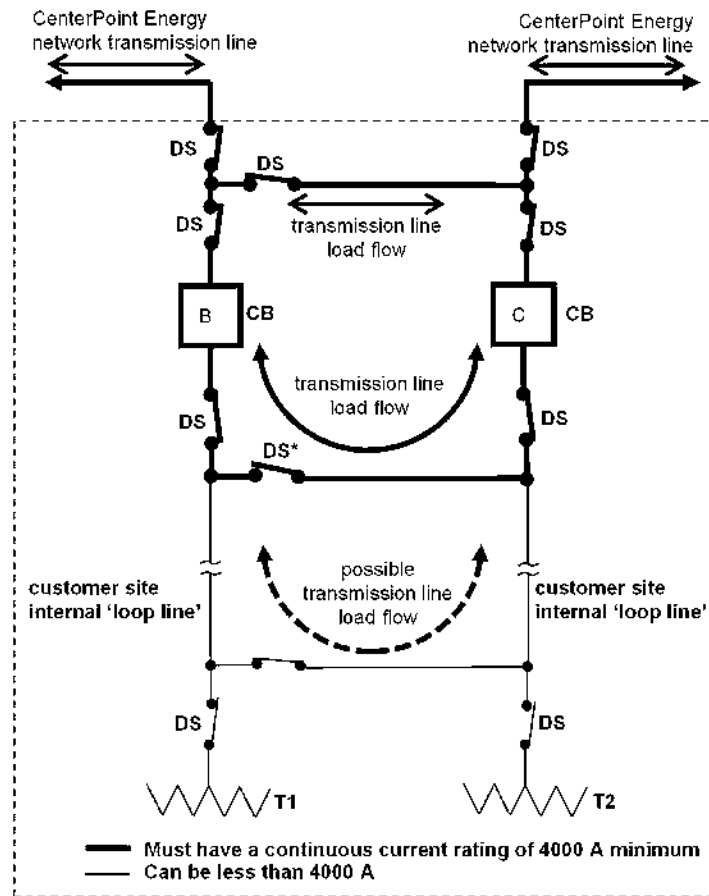 CenterPoint Energy
network transmission line
CenterPoint Energy
network transmission line
DS
DS
DS
DS
transmission line
load flow
DS
B
CB
C
CB
transmission line
load flow
DS
DS
DS*
customer site
internal ‘loop line’
possible
transmission line
load flow
customer site
internal ‘loop line’
DS
DS
T1
T2
Must have a continuous current rating of 4000 A minimum
Can be less than 4000 A